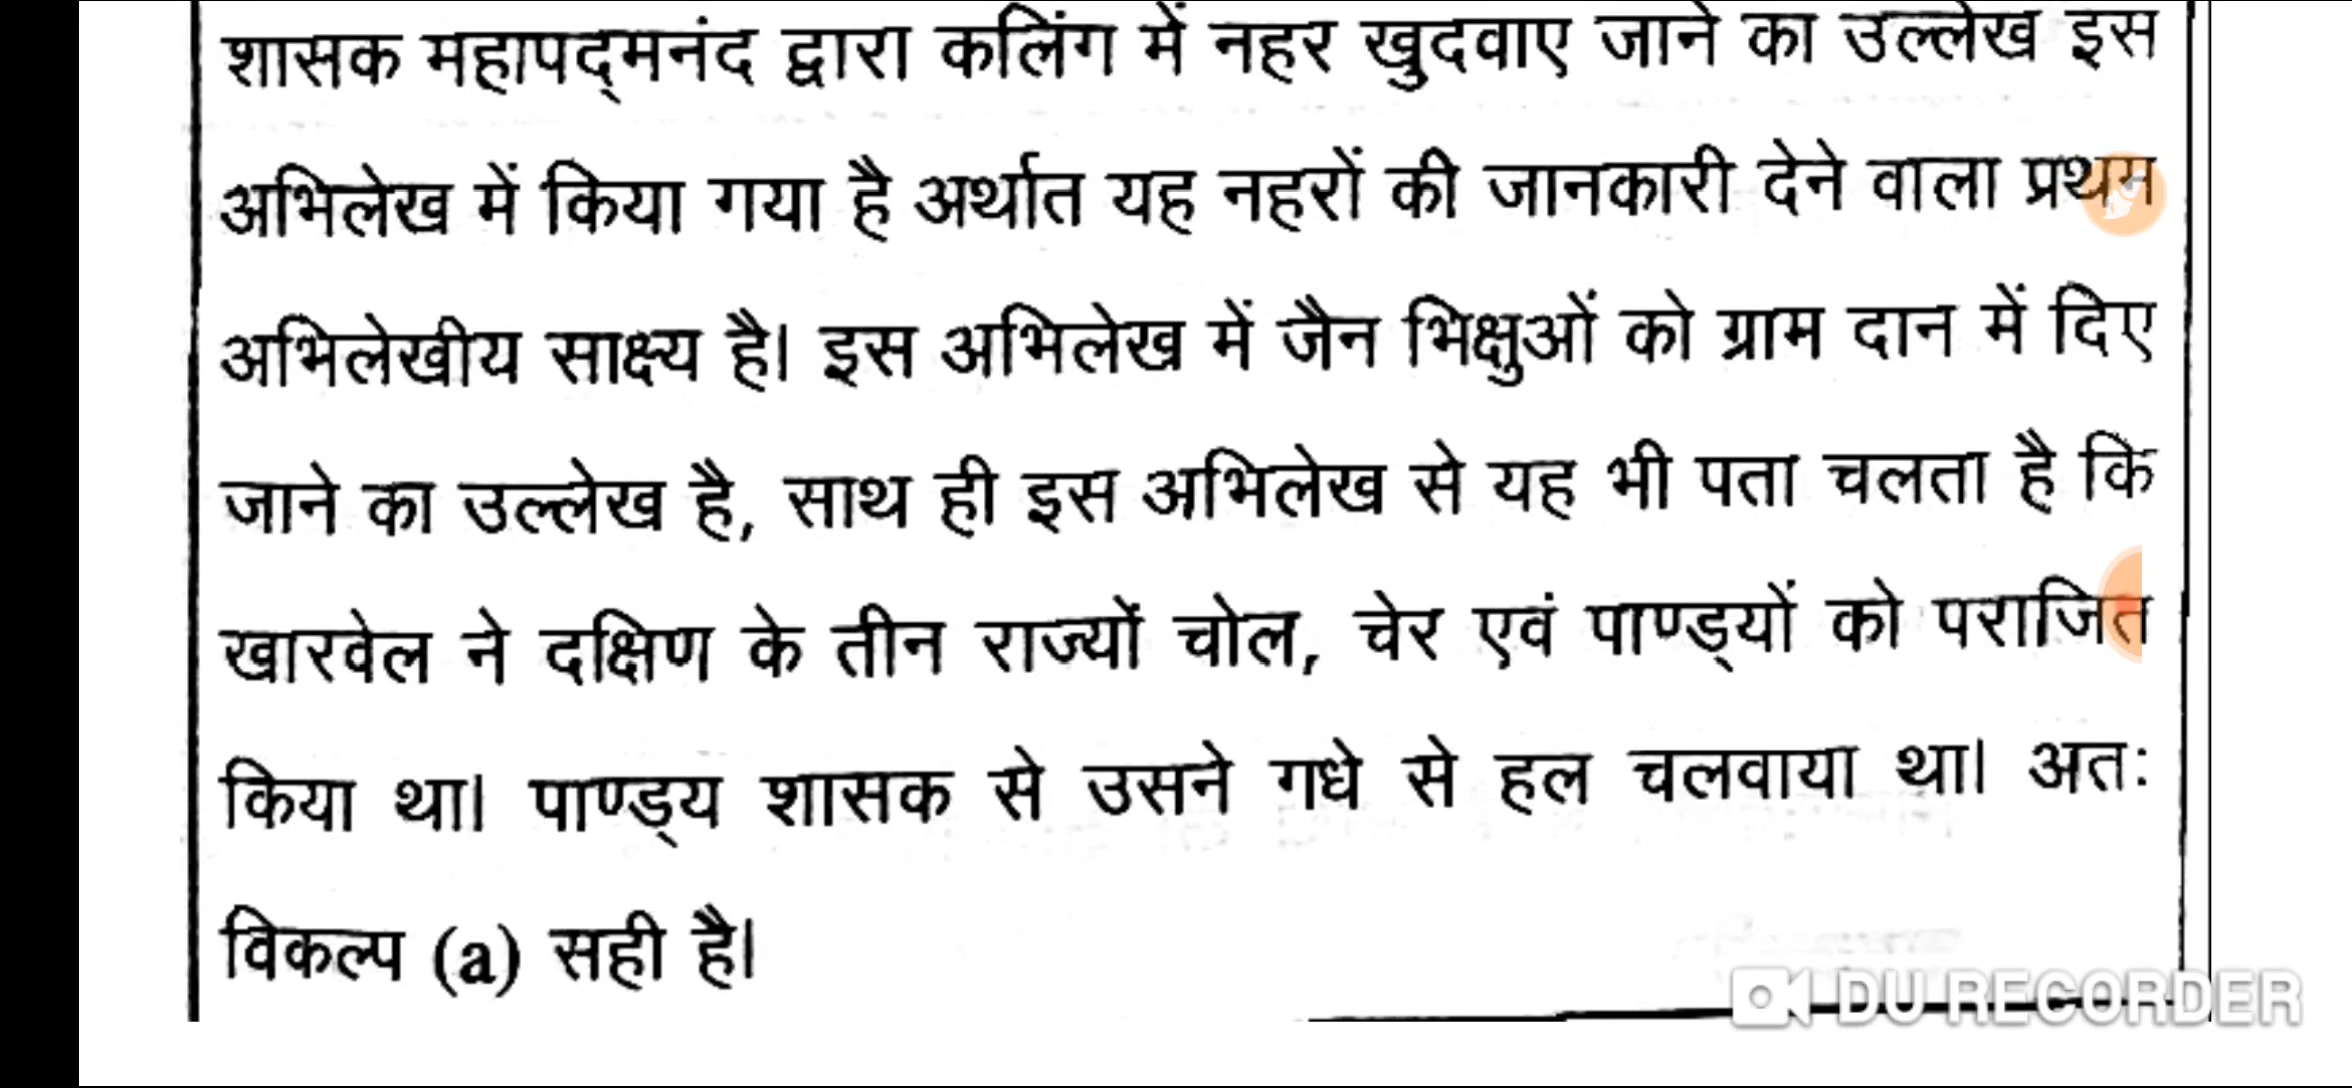 शासक महापद्मनंद द्वारा कलिंग में नहर खुदवाए जाने का उल्लेख इस
अभिलेख में किया गया है अर्थात यह नहरों की जानकारी देने वाला प्रथम
अभिलेखीय साक्ष्य है। इस अभिलेख में जैन भिक्षुओं को ग्राम दान में दिए
जाने का उल्लेख है, साथ ही इस अभिलेख से यह भी पता चलता है कि
खारवेल ने दक्षिण के तीन राज्यों चोल, चेर एवं पाण्ड्यों को पराजित
किया था। पाण्ड्य शासक से उसने गधे से हल चलवाया था। अतः
विकल्प (a) सही है।
DU RECORDER